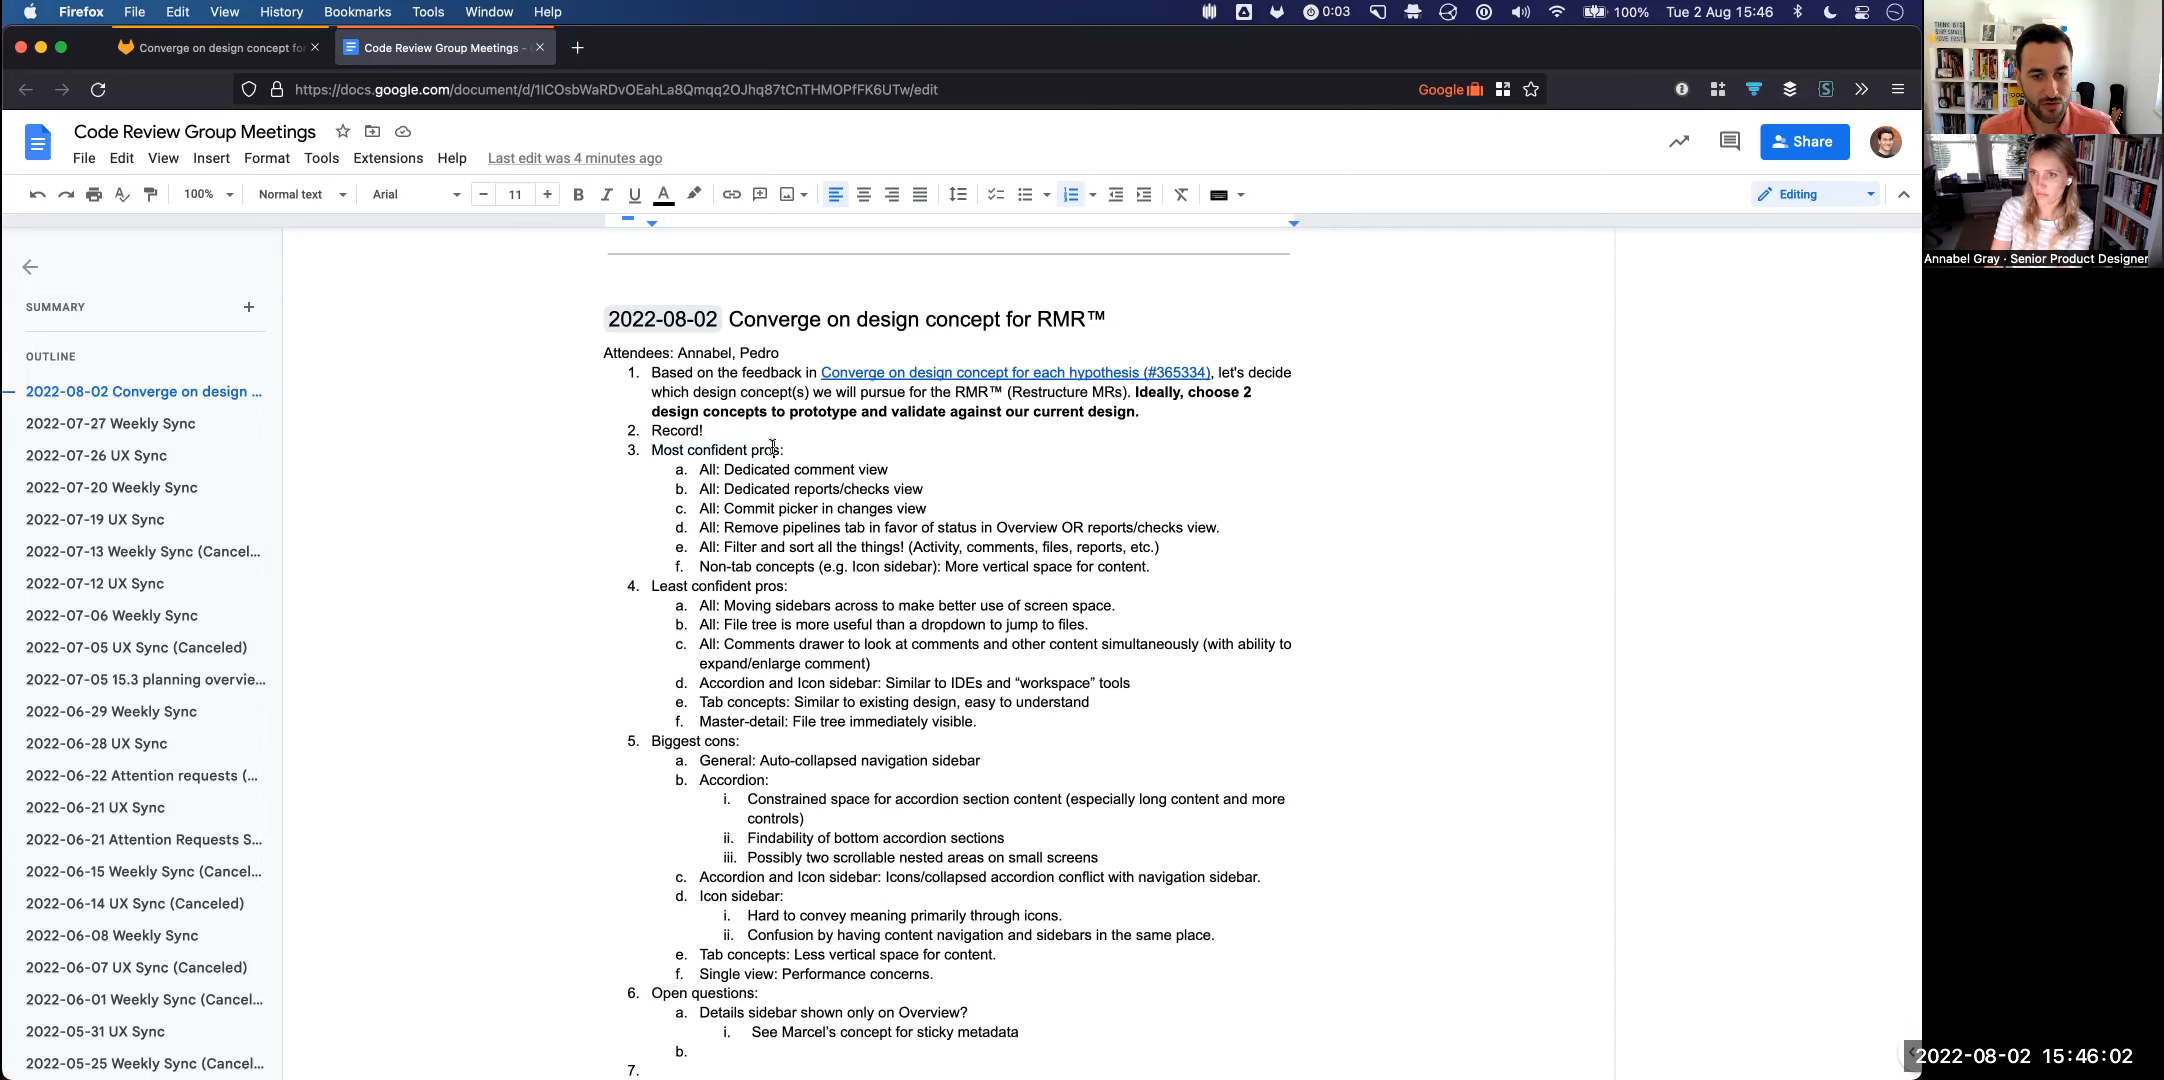 Firefox File Edit View History Bookmarks Tools Window Help
0:03 100% Tue 2 Aug 15:46
Converge on design concept for
Code Review Group Meetings -
https://docs.google.com/document/d/1ICOsbWaRDvOEahLa8Qmqq2OJhq87tCnTHMOPfFK6UTw/edit
Google
Code Review Group Meetings
File Edit View Insert Format Tools Extensions Help Last edit was 4 minutes ago
Share
100% Normal text Arial 11 Editing
SUMMARY
OUTLINE
2022-08-02 Converge on design ...
2022-07-27 Weekly Sync
2022-07-26 UX Sync
2022-07-20 Weekly Sync
2022-07-19 UX Sync
2022-07-13 Weekly Sync (Cancel...
2022-07-12 UX Sync
2022-07-06 Weekly Sync
2022-07-05 UX Sync (Canceled)
2022-07-05 15.3 planning overvie...
2022-06-29 Weekly Sync
2022-06-28 UX Sync
2022-06-22 Attention requests (...
2022-06-21 UX Sync
2022-06-21 Attention Requests S...
2022-06-15 Weekly Sync (Cancel...
2022-06-14 UX Sync (Canceled)
2022-06-08 Weekly Sync
2022-06-07 UX Sync (Canceled)
2022-06-01 Weekly Sync (Cancel...
2022-05-31 UX Sync
2022-05-25 Weekly Sync (Cancel...
2022-08-02 Converge on design concept for RMR™
Attendees: Annabel, Pedro
1. Based on the feedback in Converge on design concept for each hypothesis (#365334), let's decide
which design concept(s) we will pursue for the RMR™ (Restructure MRs). Ideally, choose 2
design concepts to prototype and validate against our current design.
2. Record!
3. Most confident pros:
a. All: Dedicated comment view
b. All: Dedicated reports/checks view
c. All: Commit picker in changes view
d. All: Remove pipelines tab in favor of status in Overview OR reports/checks view.
e. All: Filter and sort all the things! (Activity, comments, files, reports, etc.)
f. Non-tab concepts (e.g. Icon sidebar): More vertical space for content.
4. Least confident pros:
a. All: Moving sidebars across to make better use of screen space.
b. All: File tree is more useful than a dropdown to jump to files.
c. All: Comments drawer to look at comments and other content simultaneously (with ability to
expand/enlarge comment)
d. Accordion and Icon sidebar: Similar to IDEs and “workspace” tools
e. Tab concepts: Similar to existing design, easy to understand
f. Master-detail: File tree immediately visible.
5. Biggest cons:
a. General: Auto-collapsed navigation sidebar
b. Accordion:
i. Constrained space for accordion section content (especially long content and more
controls)
ii. Findability of bottom accordion sections
iii. Possibly two scrollable nested areas on small screens
c. Accordion and Icon sidebar: Icons/collapsed accordion conflict with navigation sidebar.
d. Icon sidebar:
i. Hard to convey meaning primarily through icons.
ii. Confusion by having content navigation and sidebars in the same place.
e. Tab concepts: Less vertical space for content.
f. Single view: Performance concerns.
6. Open questions:
a. Details sidebar shown only on Overview?
i. See Marcel's concept for sticky metadata
b.
7.
Annabel Gray · Senior Product Designer
2022-08-02 15:46:02